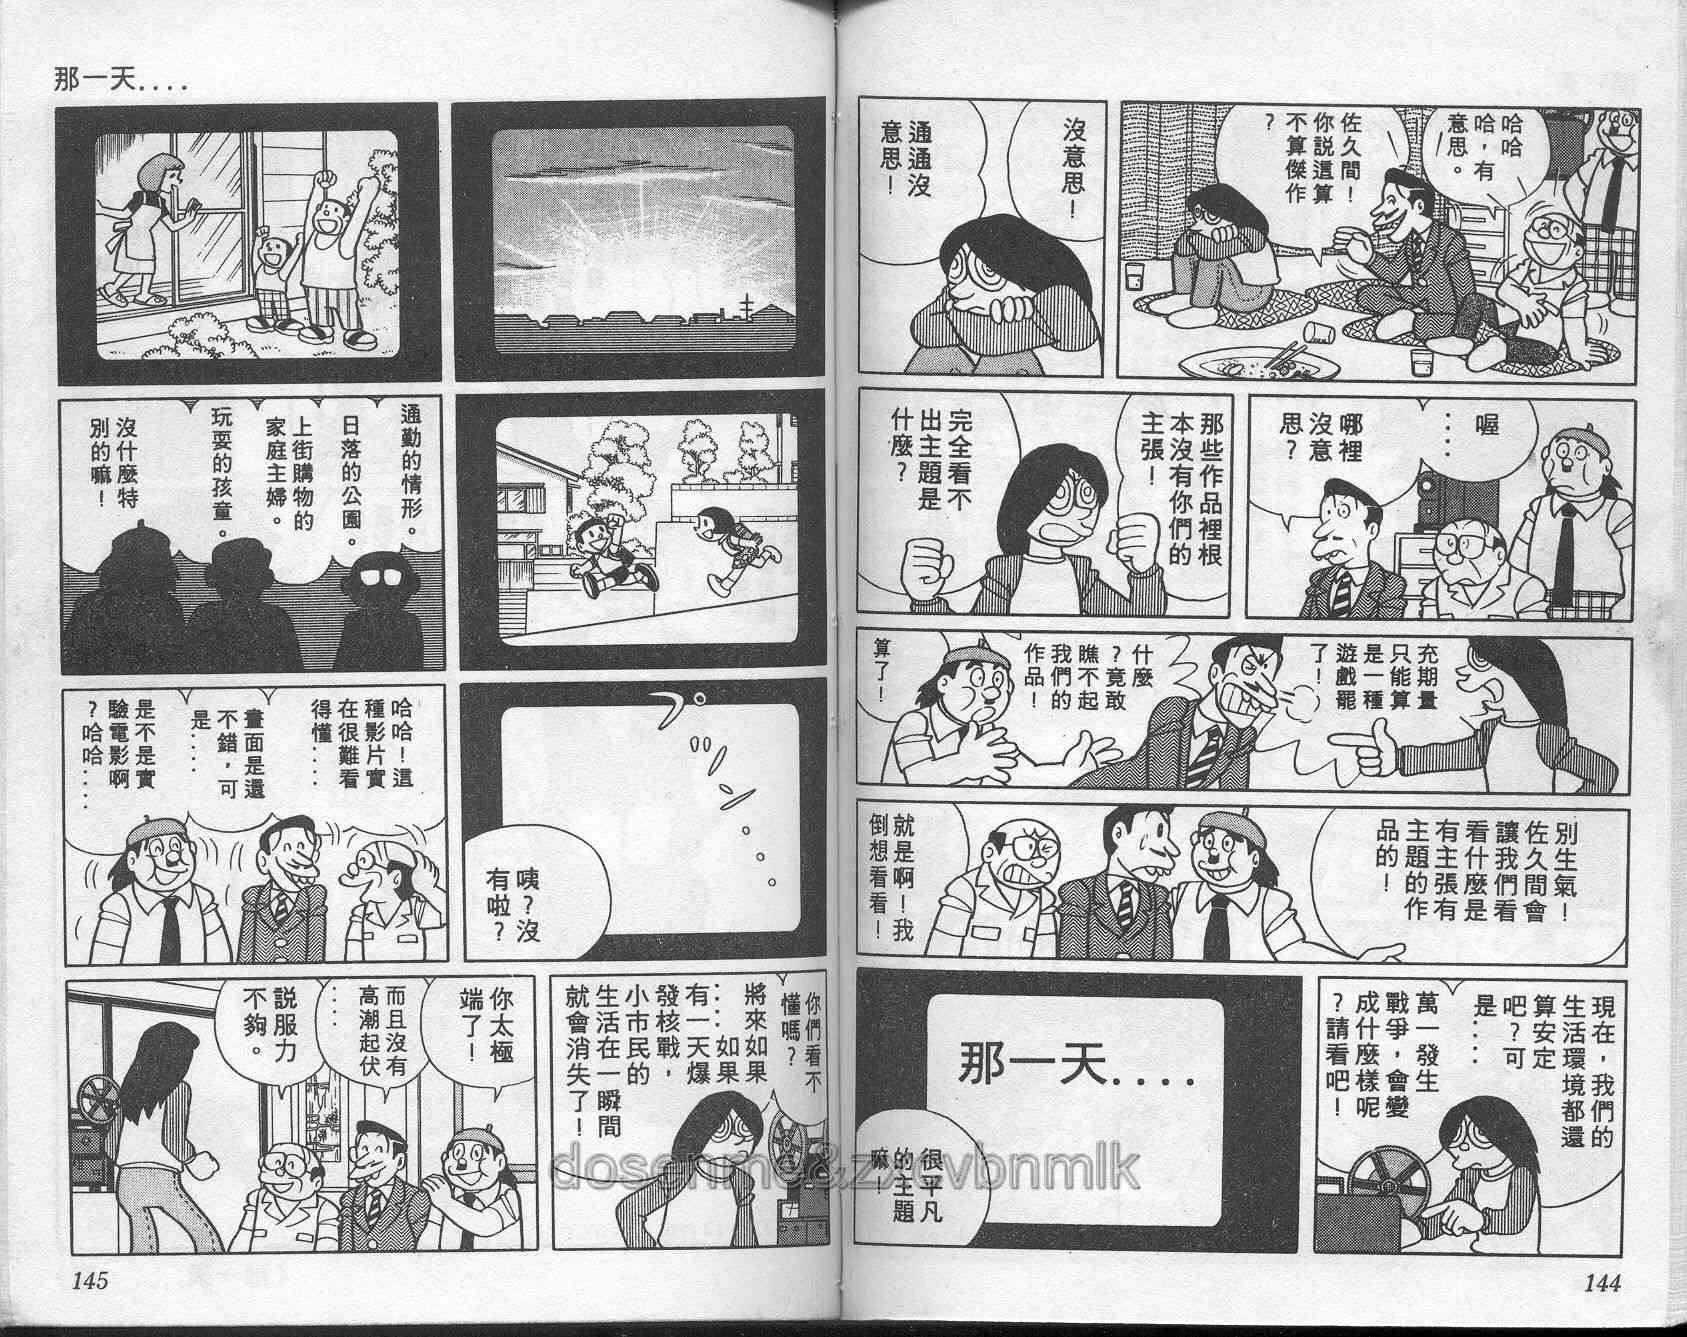 哈哈
哈，有
意思。
佐久間！
你說這算
不算傑作
？
沒意思！
通通沒
意思！
喔
....
哪裡
沒意
思？
那些作品裡根
本沒有你們的
主張！
完全看不
出主題是
什麼？
充期量
只能算
是一種
遊戲罷
了！
什麼
？竟敢
瞧不起
我們的
作品！
算了！
別生氣！
佐久間會
讓我們看
看什麼是
有主張有
主題的作
品的！
就是啊！我
倒想看看！
現在，我們的
生活環境都還
算安定
吧？可
是....
萬一發生
戰爭，會變
成什麼樣呢
？請看吧！
那一天....
很平凡
的主題
嘛！
144
那一天....
通勤的情形。
日落的公園。
上街購物的
家庭主婦。
玩耍的孩童。
沒什麼特
別的嘛！
プ
ツ
ン
咦？沒
有啦？
哈哈！這
種影片實
在很難看
得懂....
畫面是還
不錯，可
是....
是不是實
驗電影啊
？哈哈....
你們看不
懂嗎？
將來如果
....如果
有一天爆
發核戰，
小市民的
生活在一瞬間
就會消失了！
你太極
端了！
而且沒有
高潮起伏
....
說服力
不夠。
145
dosenme&zxcvbnmlk